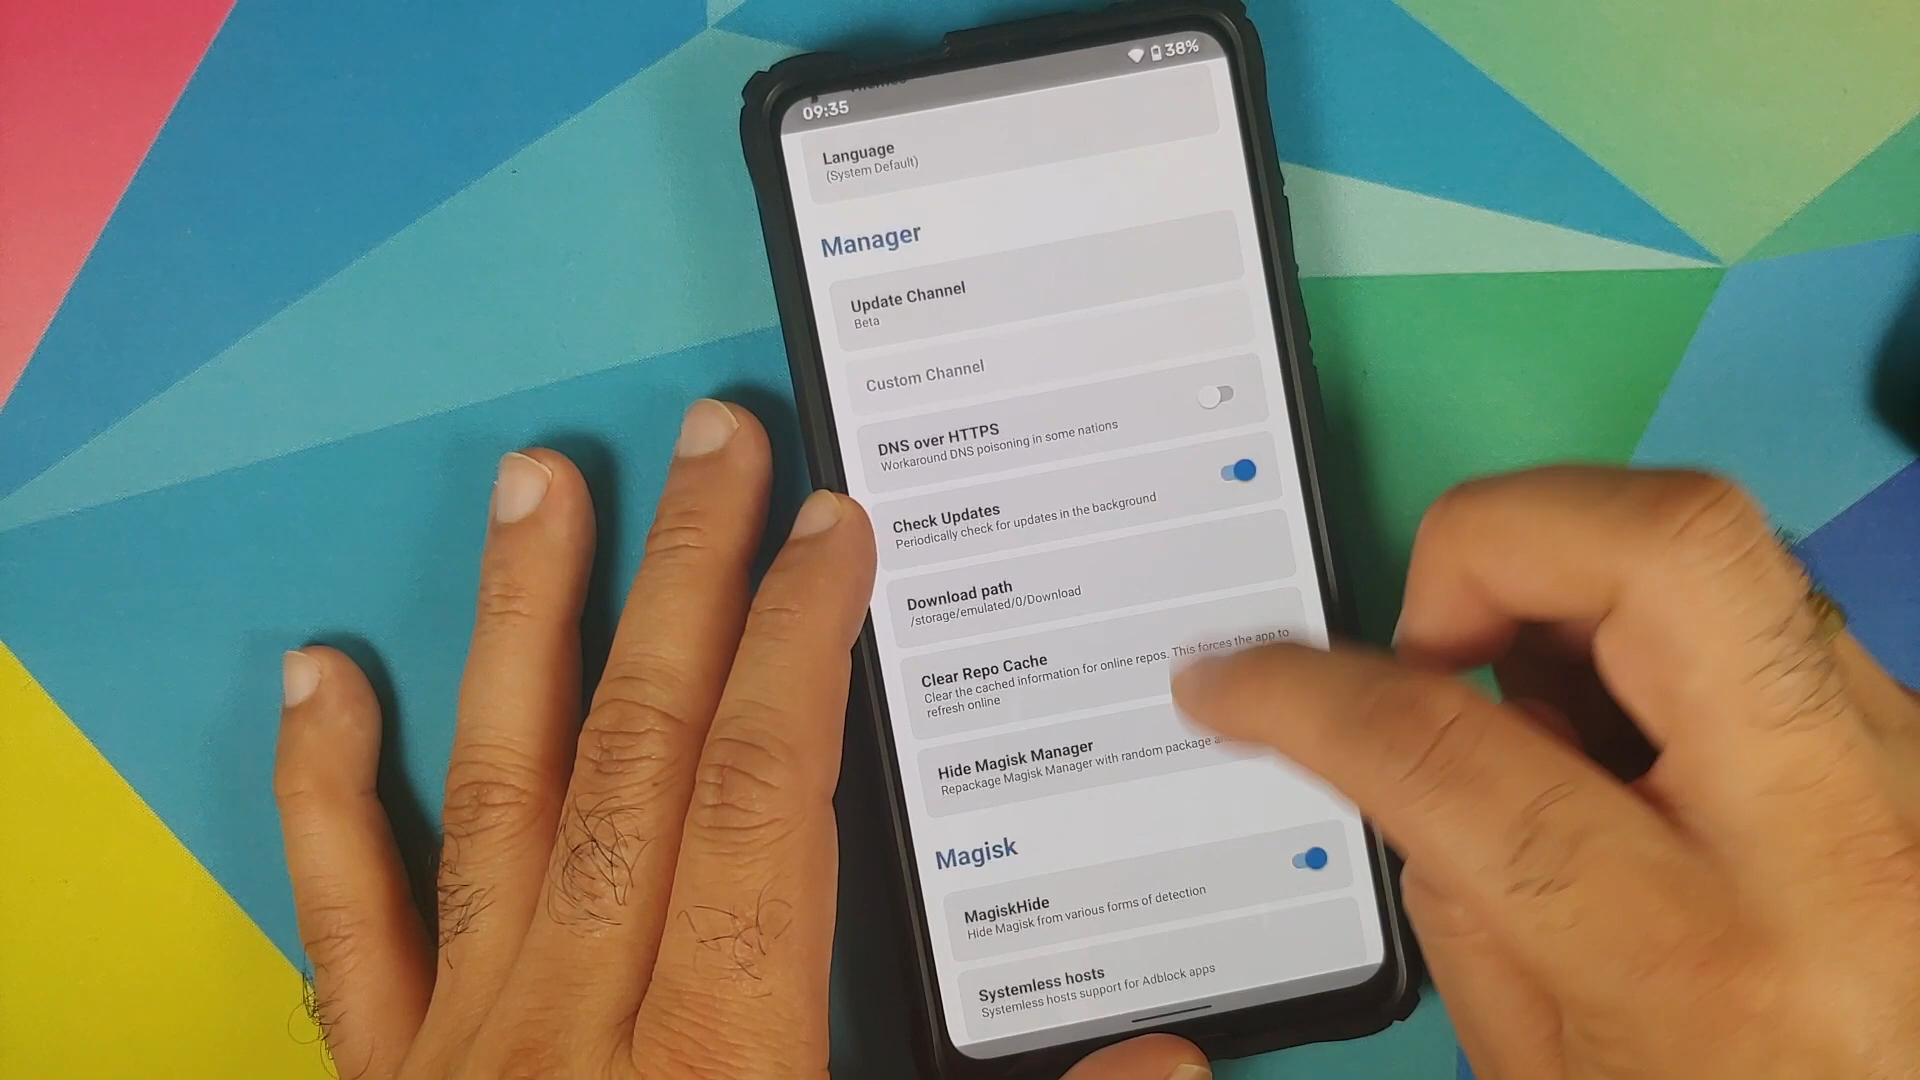 38%
09:35
Language
(System Default)
Manager
Update Channel
Beta
Custom Channel
DNS over HTTPS
Workaround DNS poisoning in some nations
Check Updates
Periodically check for updates in the background
Download path
/storage/emulated/0/Download
Clear Repo Cache
Clear the cached information for online repos. This forces the app to
refresh online
Hide Magisk Manager
Repackage Magisk Manager with random package
Magisk
MagiskHide
Hide Magisk from various forms of detection
Systemless hosts
Systemless hosts support for Adblock apps